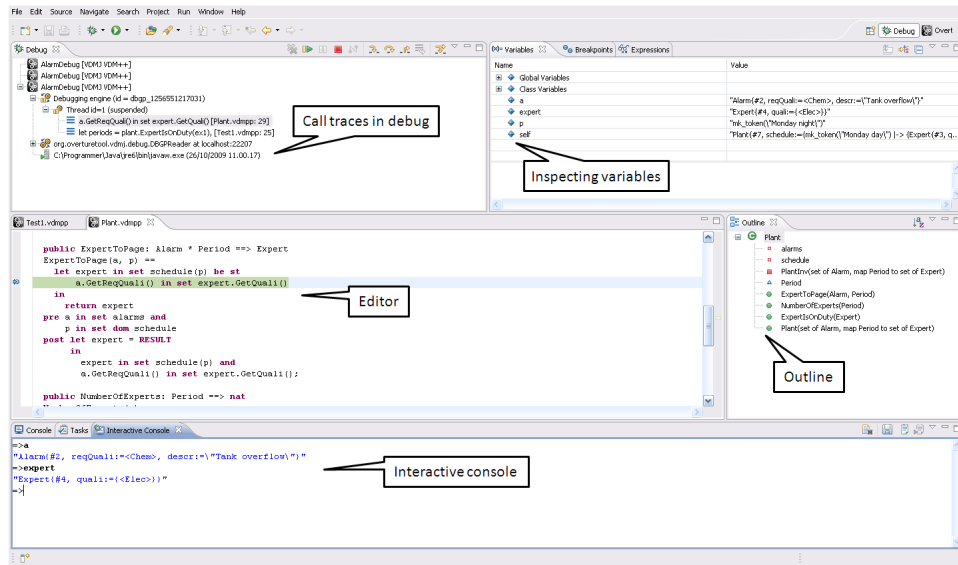 File Edit Source Navigate Search Project Run Window Help
Debug Overt
Debug
AlarmDebug [VDMJ VDM++]
AlarmDebug [VDMJ VDM++]
AlarmDebug [VDMJ VDM++]
Debugging engine (id = dbgp_1256551217031)
Thread id=1 (suspended)
a.GetReqQuali() in set expert.GetQuali() [Plant.vdmpp: 29]
let periods = plant.ExpertIsOnDuty(ex1), [Test1.vdmpp: 25]
org.overturetool.vdmj.debug.DBGPReader at localhost:22207
C:\Programmer\Java\jre6\bin\javaw.exe (26/10/2009 11.00.17)
Call traces in debug
Variables Breakpoints Expressions
Name Value
Global Variables
Class Variables
a "Alarm{#2, reqQuali:=<Chem>, descr:=\"Tank overflow\"}"
expert "Expert{#4, quali:={<Elec>}}"
p "mk_token(\"Monday night\")"
self "Plant{#7, schedule:={mk_token(\"Monday day\") |-> {Expert{#3, q...
Inspecting variables
Test1.vdmpp Plant.vdmpp
public ExpertToPage: Alarm * Period ==> Expert
ExpertToPage(a, p) ==
let expert in set schedule(p) be st
a.GetReqQuali() in set expert.GetQuali()
in
return expert
pre a in set alarms and
p in set dom schedule
post let expert = RESULT
in
expert in set schedule(p) and
a.GetReqQuali() in set expert.GetQuali();
public NumberOfExperts: Period ==> nat
Editor
Outline
Plant
alarms
schedule
PlantInv(set of Alarm, map Period to set of Expert)
Period
ExpertToPage(Alarm, Period)
NumberOfExperts(Period)
ExpertIsOnDuty(Expert)
Plant(set of Alarm, map Period to set of Expert)
Outline
Console Tasks Interactive Console
=>a
"Alarm{#2, reqQuali:=<Chem>, descr:=\"Tank overflow\"}"
=>expert
"Expert{#4, quali:={<Elec>}}"
=>
Interactive console